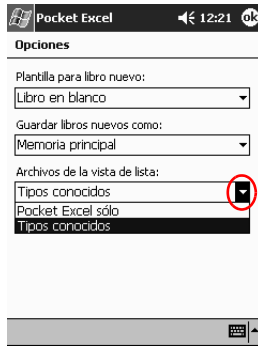 Pocket Excel 12:21 ok
Opciones
Plantilla para libro nuevo:
Libro en blanco
Guardar libros nuevos como:
Memoria principal
Archivos de la vista de lista:
Tipos conocidos
Pocket Excel sólo
Tipos conocidos